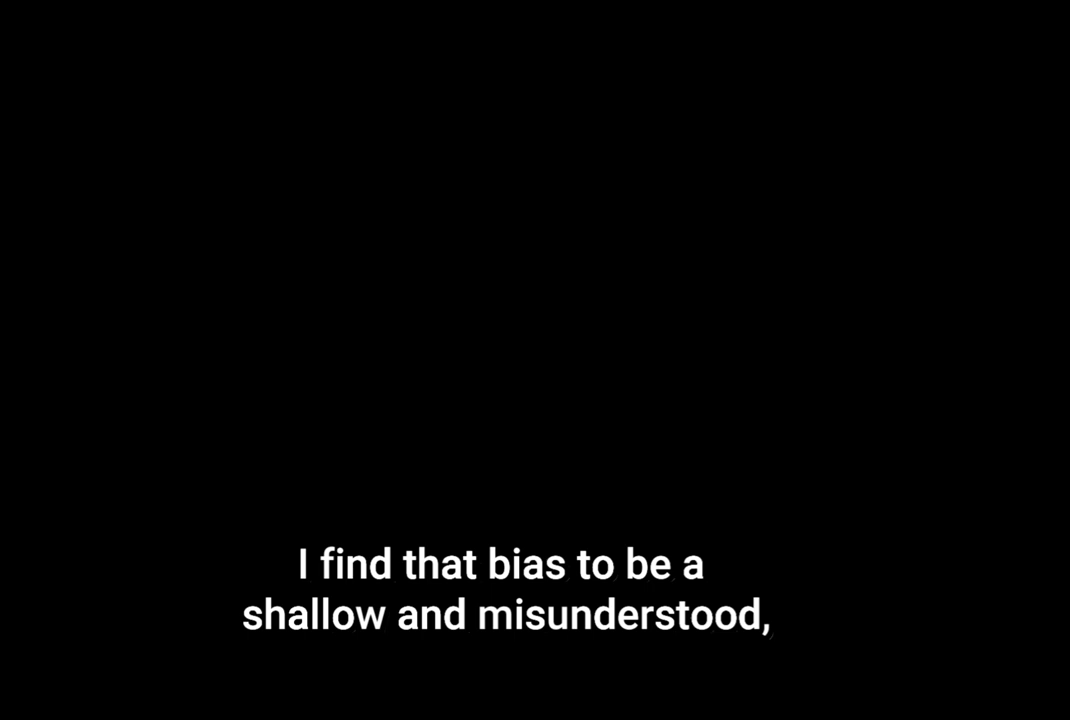 I find that bias to be a
shallow and misunderstood,